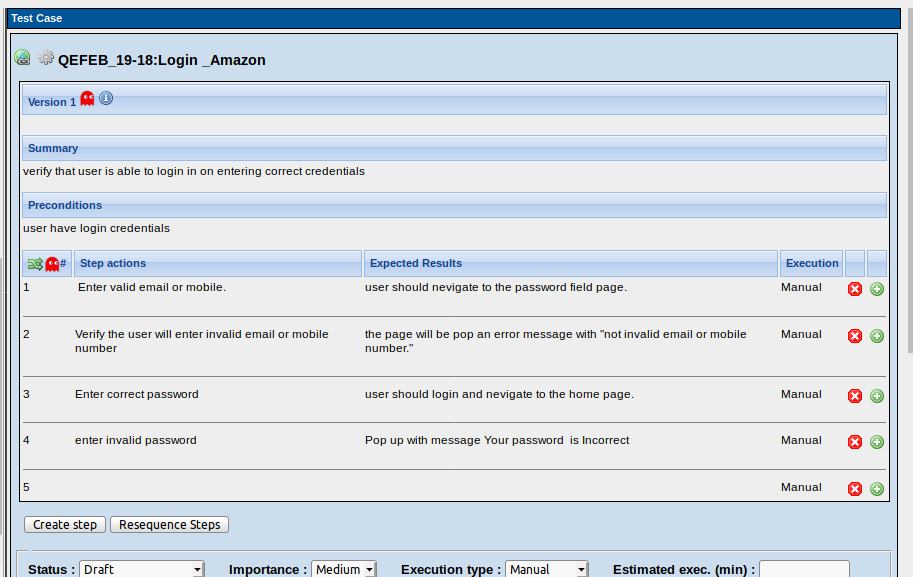 Test Case
QEFEB_19-18:Login _Amazon
Version 1
Summary
verify that user is able to login in on entering correct credentials
Preconditions
user have login credentials
# Step actions Expected Results Execution
1 Enter valid email or mobile. user should nevigate to the password field page. Manual
2 Verify the user will enter invalid email or mobile the page will be pop an error message with "not invalid email or mobile Manual
number number."
3 Enter correct password user should login and nevigate to the home page. Manual
4 enter invalid password Pop up with message Your password is Incorrect Manual
5 Manual
Create step Resequence Steps
Status : Draft Importance : Medium Execution type : Manual Estimated exec. (min) :